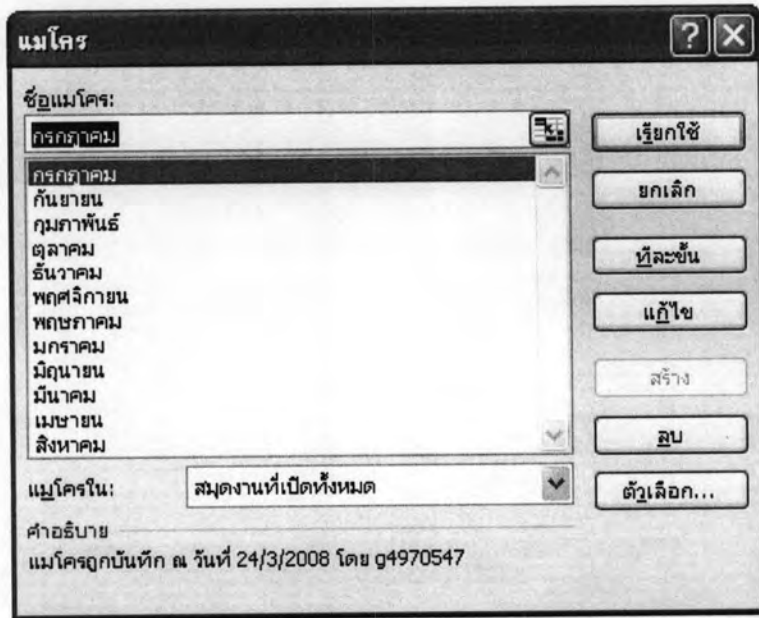 แมโคร
ชื่อแมโคร:
กรกฎาคม
กรกฎาคม
กันยายน
กุมภาพันธ์
ตุลาคม
ธันวาคม
พฤศจิกายน
พฤษภาคม
มกราคม
มิถุนายน
มีนาคม
เมษายน
สิงหาคม
เรียกใช้
ยกเลิก
ทีละขั้น
แก้ไข
สร้าง
ลบ
ตัวเลือก...
แมโครใน: สมุดงานที่เปิดทั้งหมด
คำอธิบาย
แมโครถูกบันทึก ณ วันที่ 24/3/2008 โดย g4970547